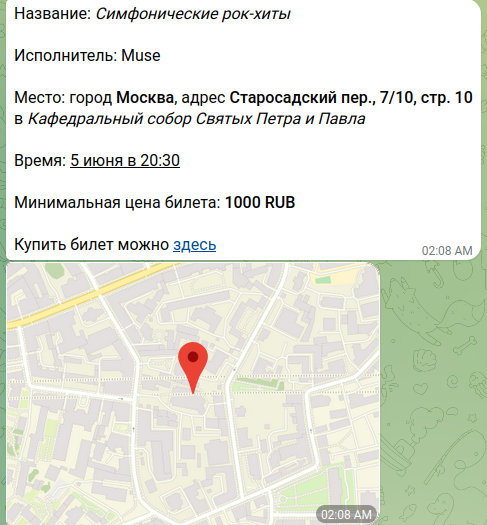 Название: Симфонические рок-хиты
Исполнитель: Muse
Место: город Москва, адрес Старосадский пер., 7/10, стр. 10
в Кафедральный собор Святых Петра и Павла
Время: 5 июня в 20:30
Минимальная цена билета: 1000 RUB
Купить билет можно здесь
02:08 AM
02:08 AM